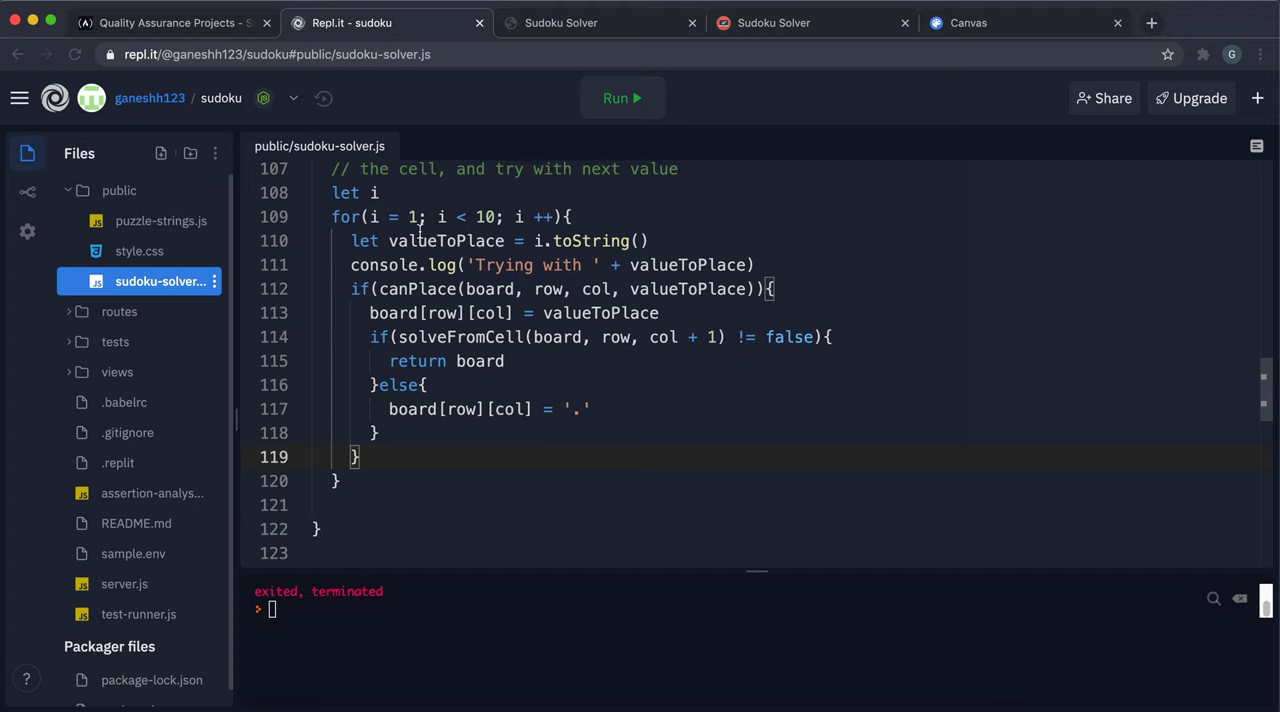 Quality Assurance Projects - S
Repl.it - sudoku
Sudoku Solver
Sudoku Solver
Canvas
repl.it/@ganeshh123/sudoku#public/sudoku-solver.js
G
ganeshh123 / sudoku
Run
Share
Upgrade
Files
public
puzzle-strings.js
style.css
sudoku-solver...
routes
tests
views
.babelrc
.gitignore
.replit
assertion-analys...
README.md
sample.env
server.js
test-runner.js
Packager files
package-lock.json
public/sudoku-solver.js
107 // the cell, and try with next value
108 let i
109 for(i = 1; i < 10; i ++){
110 let valueToPlace = i.toString()
111 console.log('Trying with ' + valueToPlace)
112 if(canPlace(board, row, col, valueToPlace)){
113 board[row][col] = valueToPlace
114 if(solveFromCell(board, row, col + 1) != false){
115 return board
116 }else{
117 board[row][col] = '.'
118 }
119 }
120 }
121
122 }
123
exited, terminated
>
?